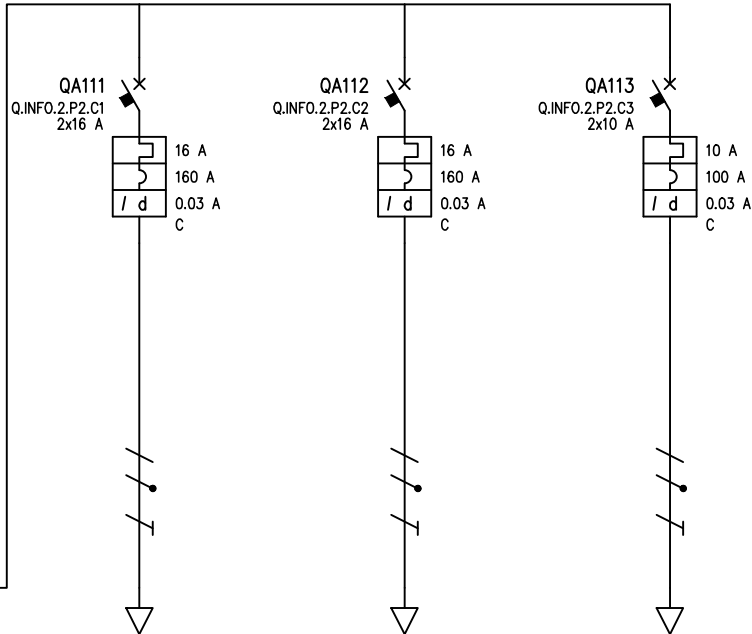 QA111
Q.INFO.2.P2.C1
2x16 A
16 A
160 A
I d
0.03 A
C
QA112
Q.INFO.2.P2.C2
2x16 A
16 A
160 A
I d
0.03 A
C
QA113
Q.INFO.2.P2.C3
2x10 A
10 A
100 A
I d
0.03 A
C